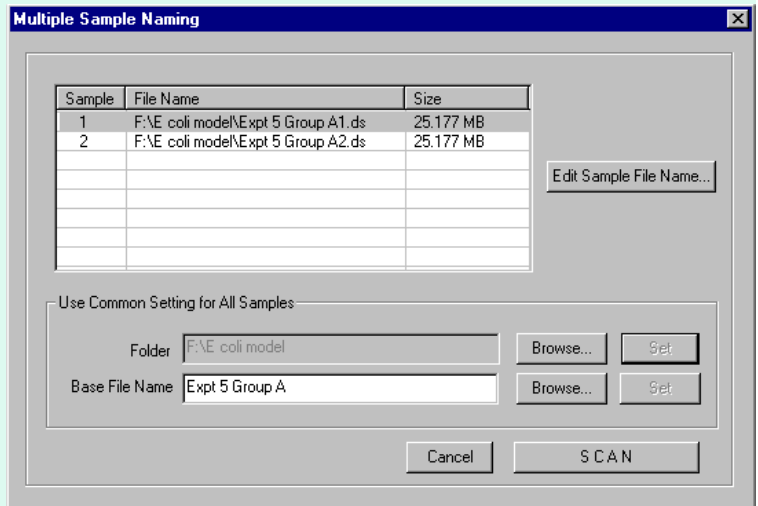 Multiple Sample Naming
Sample File Name Size
1 F:\E coli model\Expt 5 Group A1.ds 25.177 MB
2 F:\E coli model\Expt 5 Group A2.ds 25.177 MB
Edit Sample File Name...
Use Common Setting for All Samples
Folder F:\E coli model Browse... Set
Base File Name Expt 5 Group A Browse... Set
Cancel S C A N